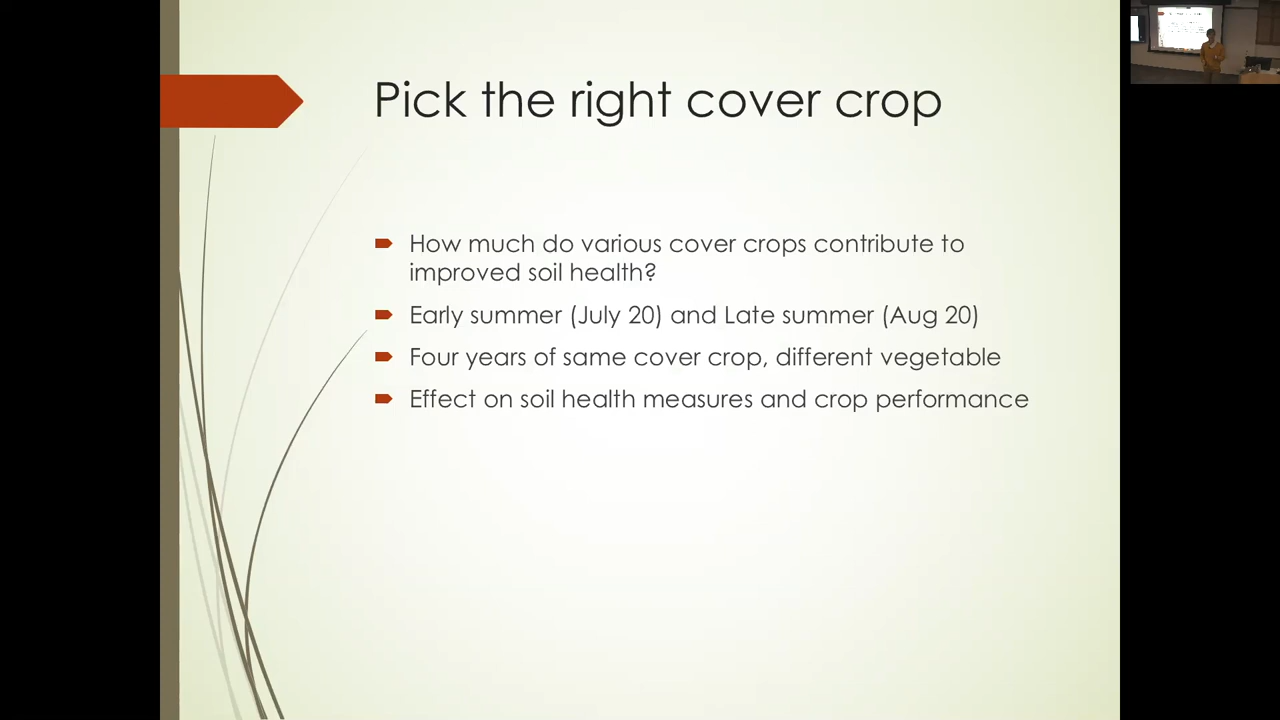 Pick the right cover crop
How much do various cover crops contribute to
improved soil health?
Early summer (July 20) and Late summer (Aug 20)
Four years of same cover crop, different vegetable
Effect on soil health measures and crop performance